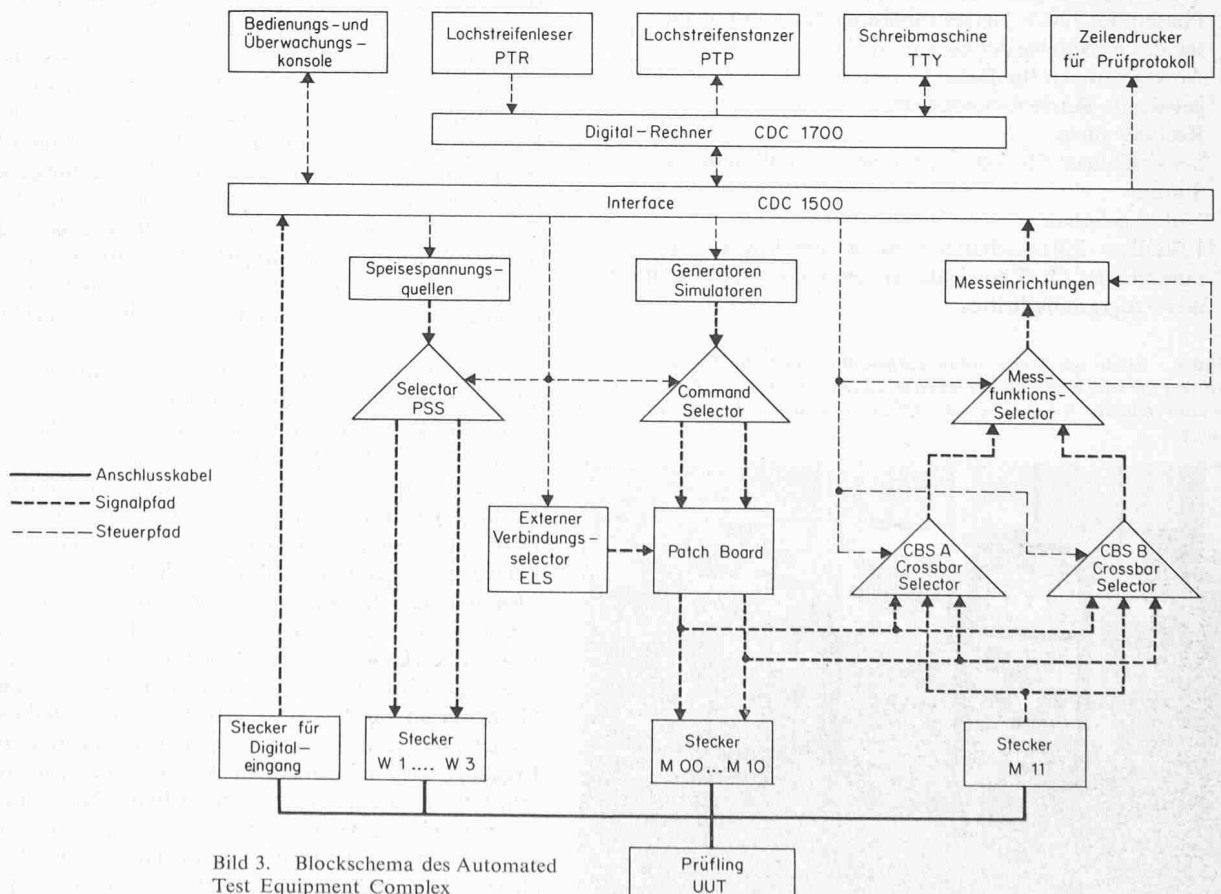 Bedienungs- und
Überwachungs-
konsole
Lochstreifenleser
PTR
Lochstreifenstanzer
PTP
Schreibmaschine
TTY
Zeilendrucker
für Prüfprotokoll
Digital-Rechner CDC 1700
Interface CDC 1500
Speisespannungs-
quellen
Generatoren
Simulatoren
Messeinrichtungen
Selector
PSS
Command
Selector
Mess-
funktions-
Selector
Anschlusskabel
Signalpfad
Steuerpfad
Externer
Verbindungs-
selector
ELS
Patch Board
CBS A
Crossbar
Selector
CBS B
Crossbar
Selector
Stecker für
Digital-
eingang
Stecker
W 1 .... W 3
Stecker
M 00 ... M 10
Stecker
M 11
Prüfling
UUT
Bild 3. Blockschema des Automated
Test Equipment Complex